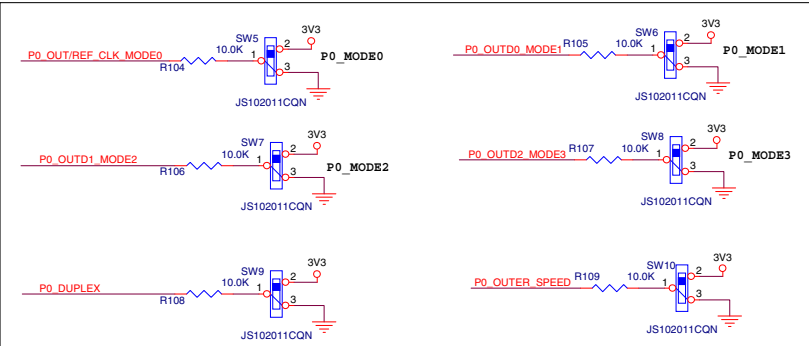 SW5
3V3
P0_OUT/REF_CLK_MODE0
R104
10.0K
1
2
3
P0_MODE0
JS102011CQN
SW6
3V3
P0_OUTD0_MODE1
R105
10.0K
1
2
3
P0_MODE1
JS102011CQN
SW7
3V3
P0_OUTD1_MODE2
R106
10.0K
1
2
3
P0_MODE2
JS102011CQN
SW8
3V3
P0_OUTD2_MODE3
R107
10.0K
1
2
3
P0_MODE3
JS102011CQN
SW9
3V3
P0_DUPLEX
R108
10.0K
1
2
3
JS102011CQN
SW10
3V3
P0_OUTER_SPEED
R109
10.0K
1
2
3
JS102011CQN